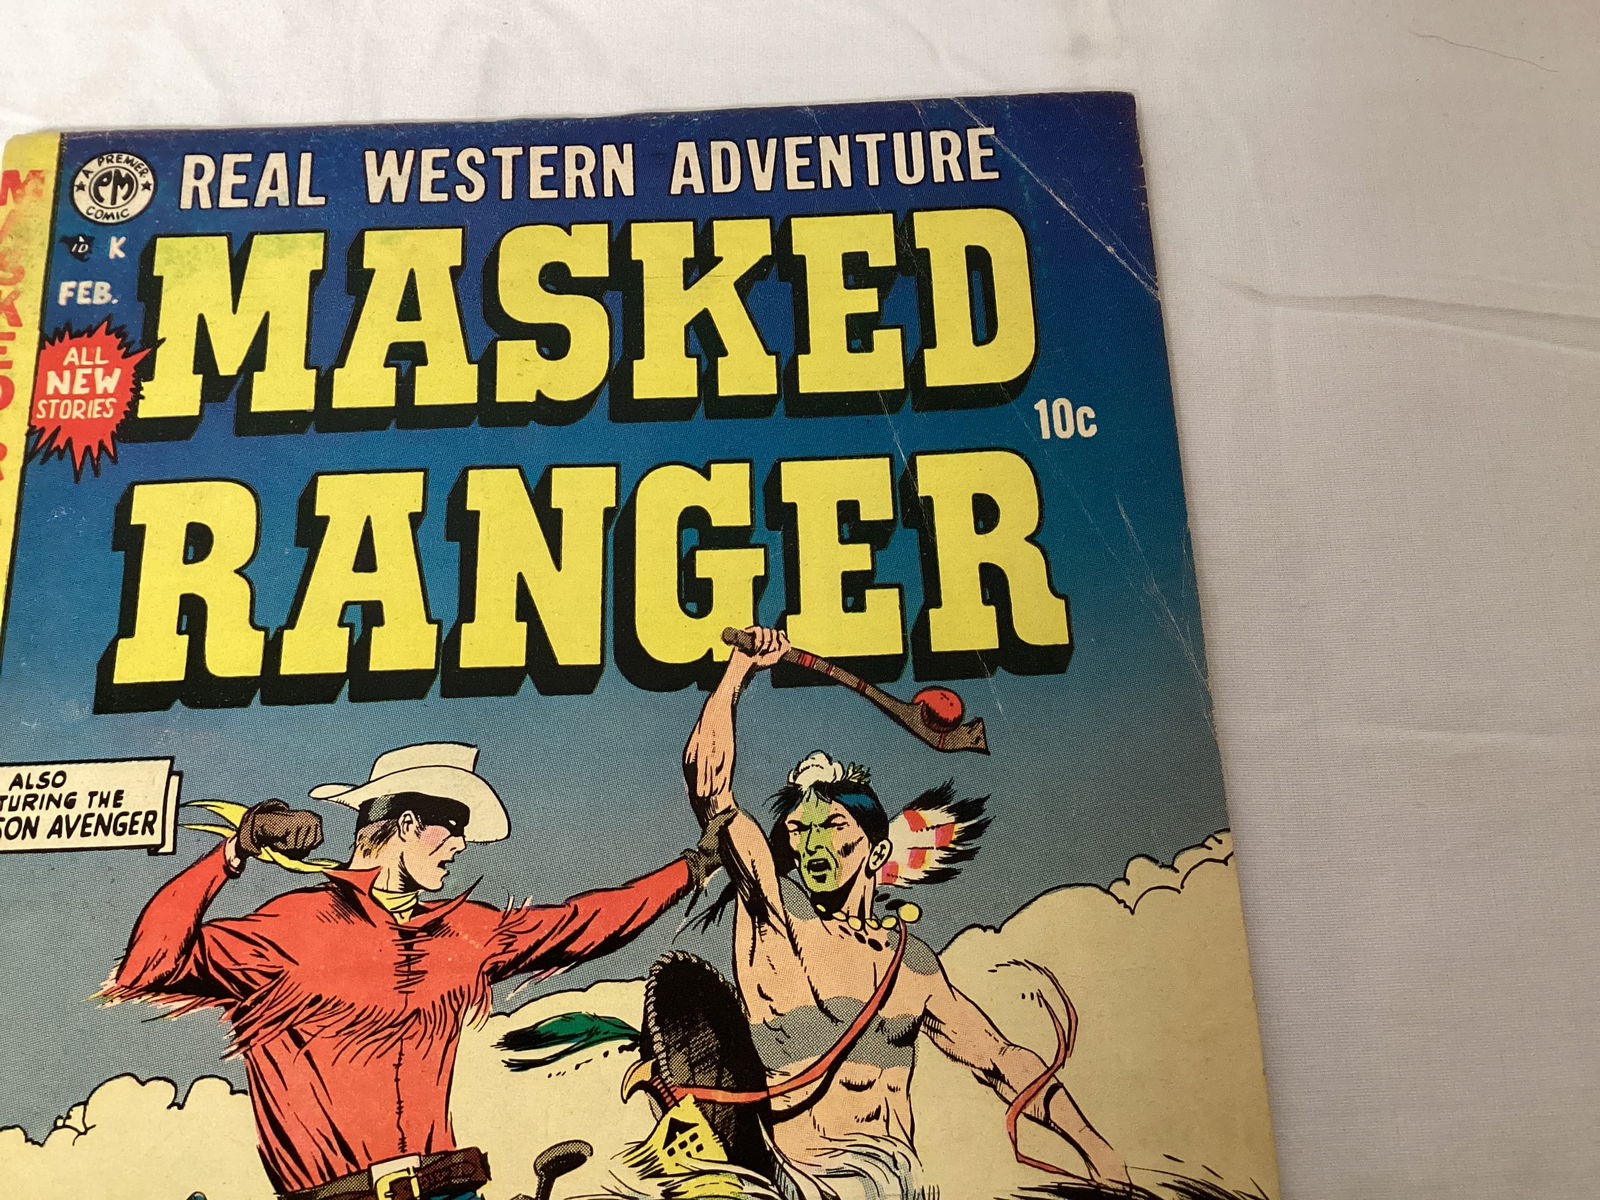 A PREMIER
PM
COMIC
REAL WESTERN ADVENTURE
K
FEB.
MASKED
RANGER
10c
ALL
NEW
STORIES
ALSO
TURING THE
SON AVENGER